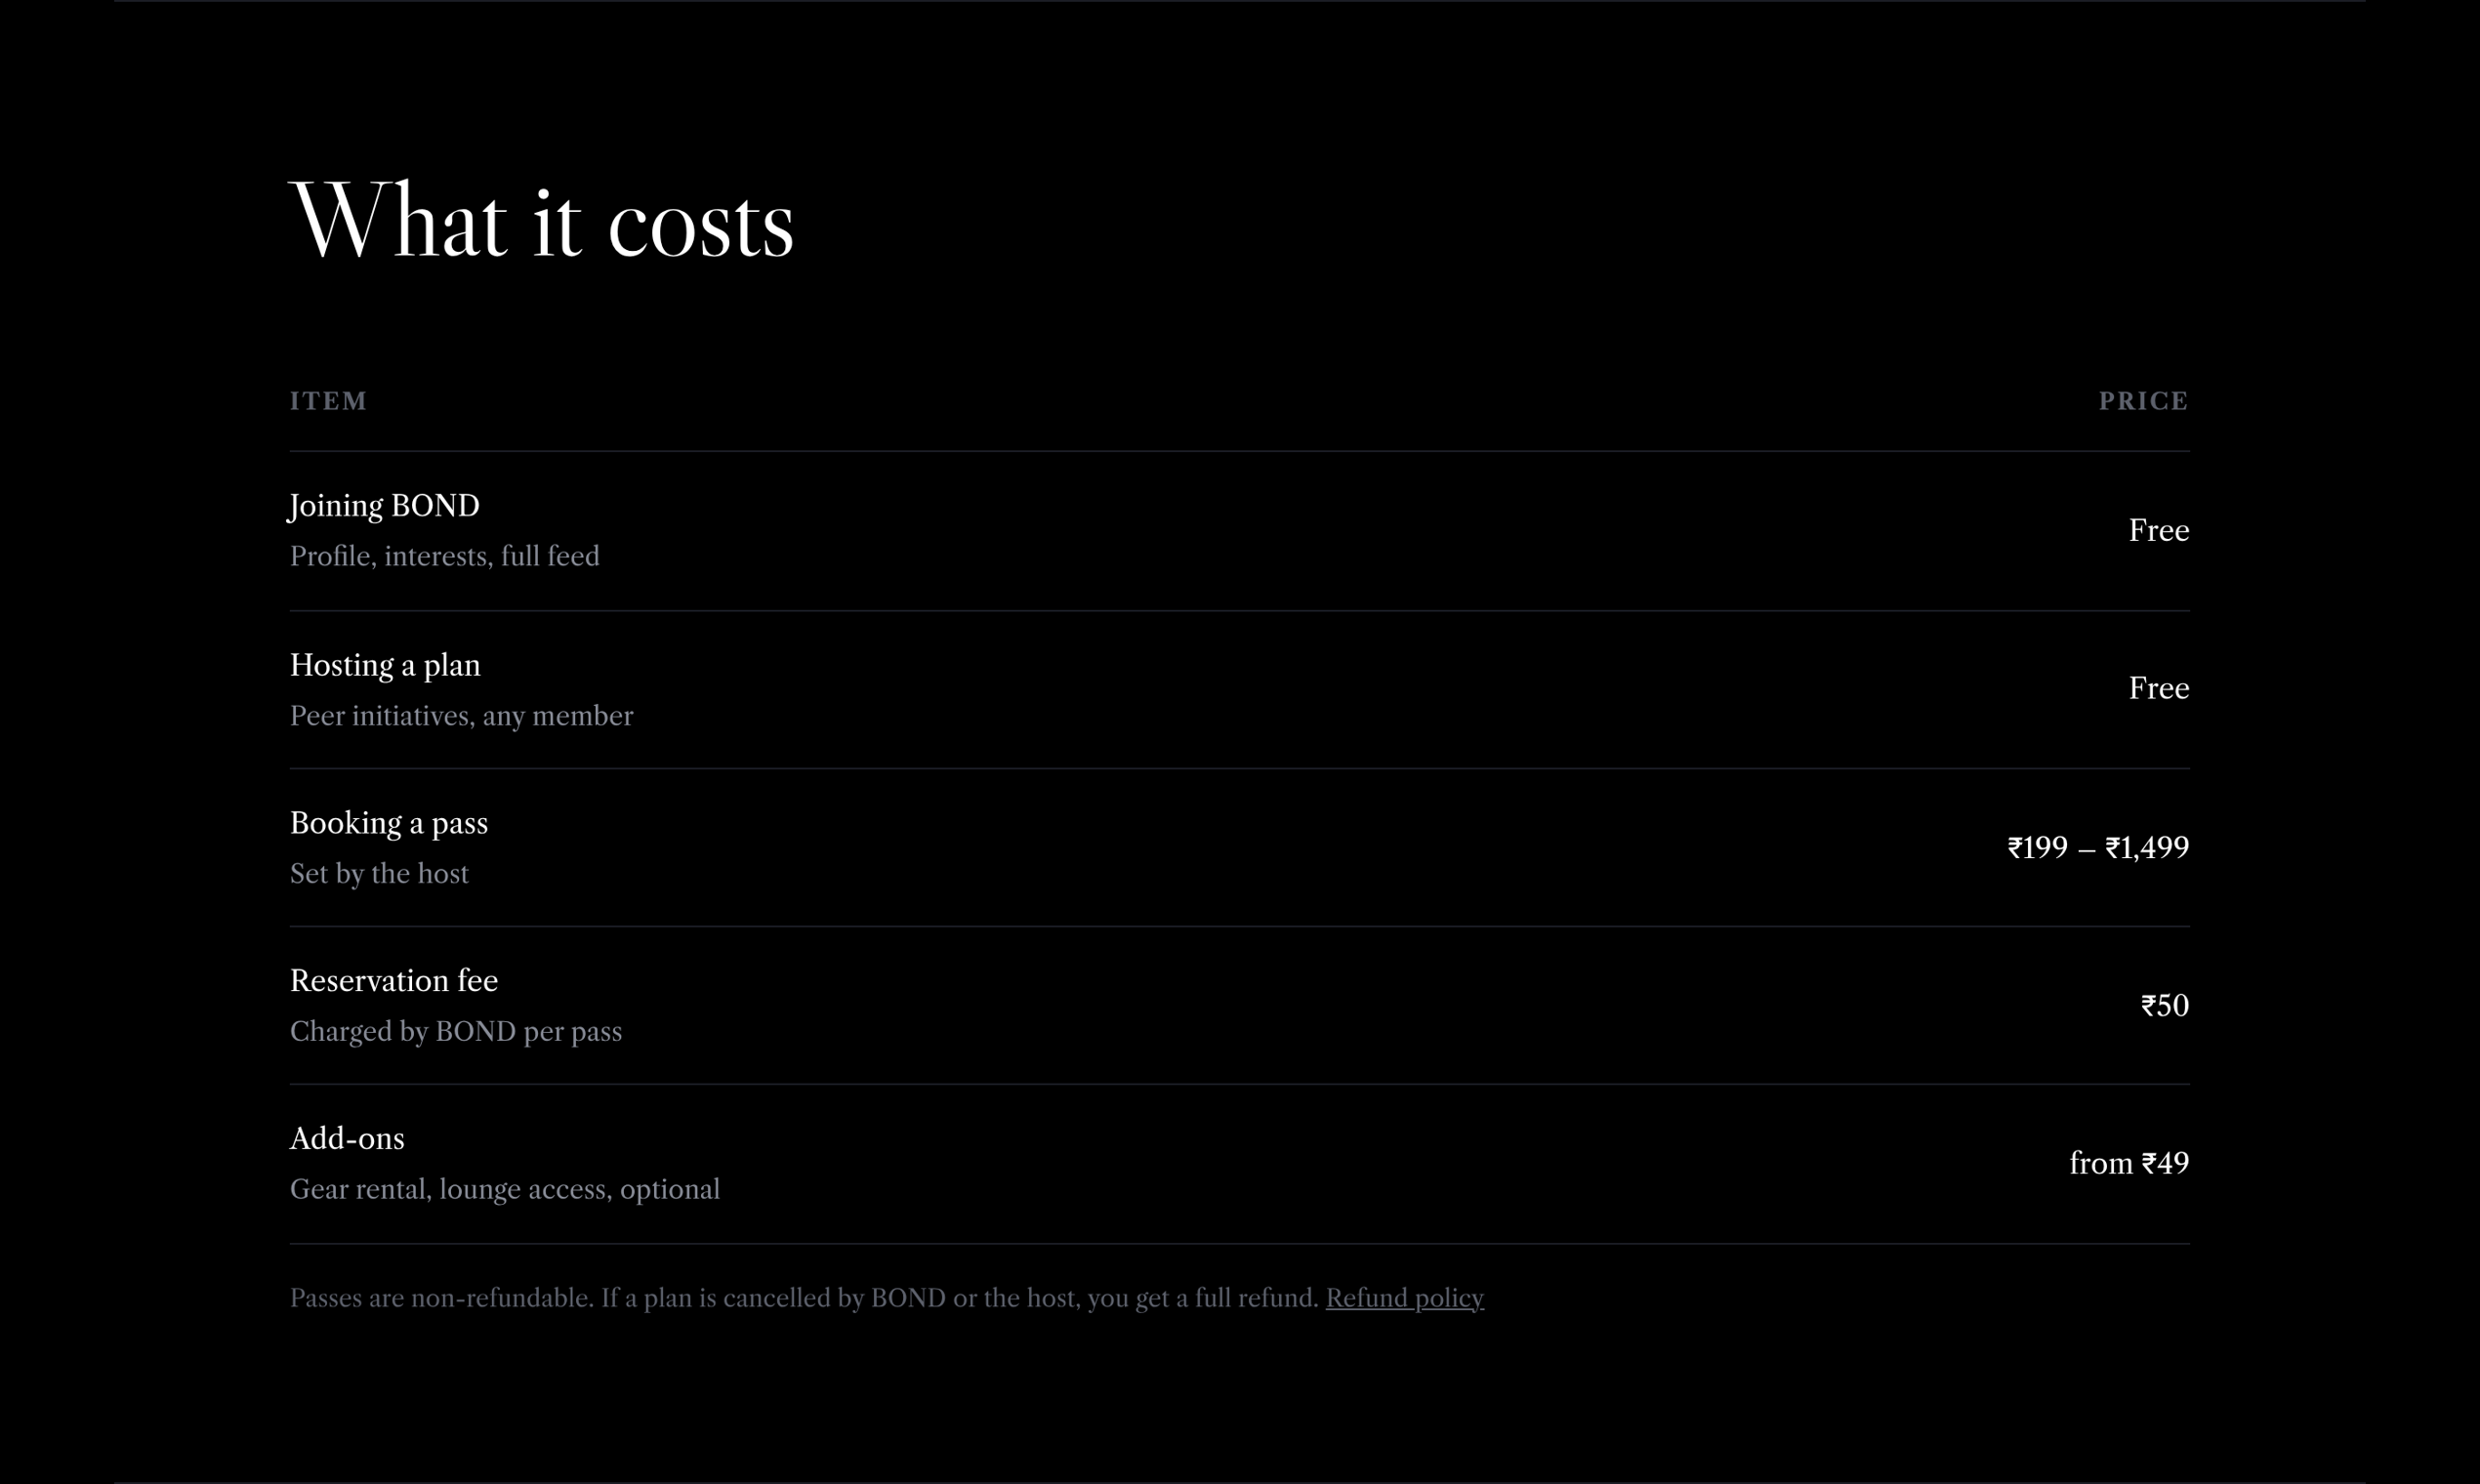 What it costs
ITEM
PRICE
Joining BOND
Profile, interests, full feed
Free
Hosting a plan
Peer initiatives, any member
Free
Booking a pass
Set by the host
₹199 – ₹1,499
Reservation fee
Charged by BOND per pass
₹50
Add-ons
Gear rental, lounge access, optional
from ₹49
Passes are non-refundable. If a plan is cancelled by BOND or the host, you get a full refund. Refund policy